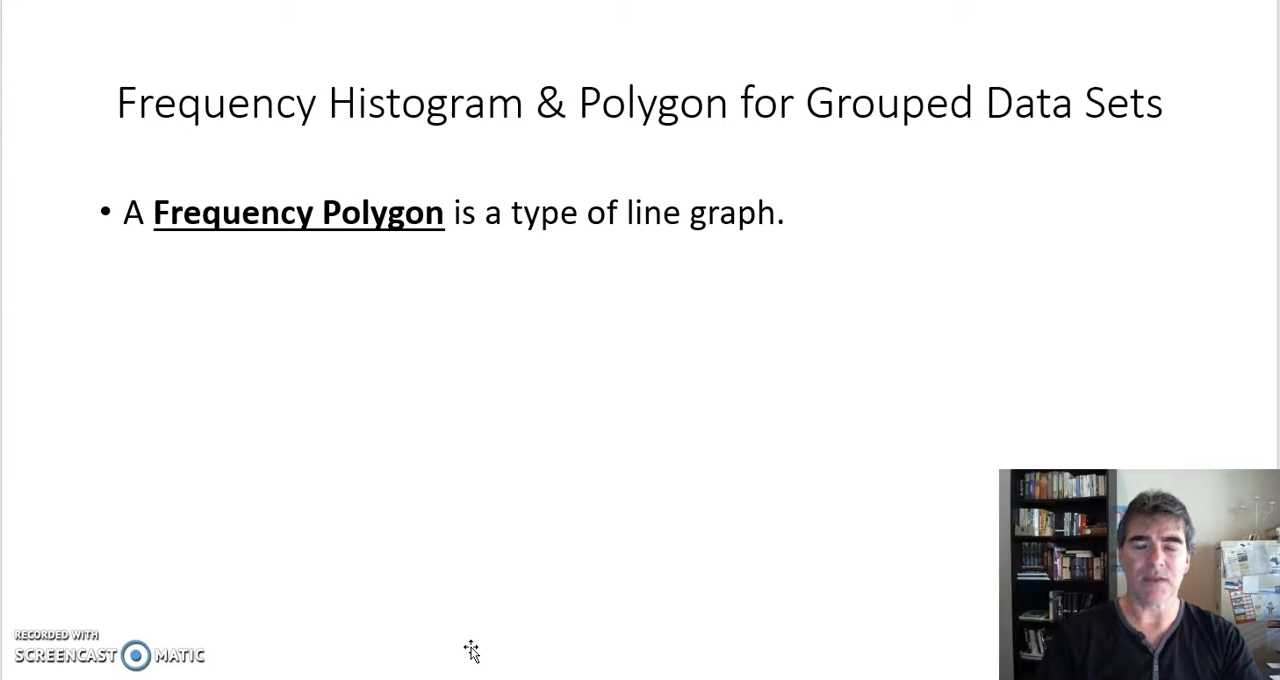 Frequency Histogram & Polygon for Grouped Data Sets
• A Frequency Polygon is a type of line graph.
RECORDED WITH
SCREENCAST MATIC